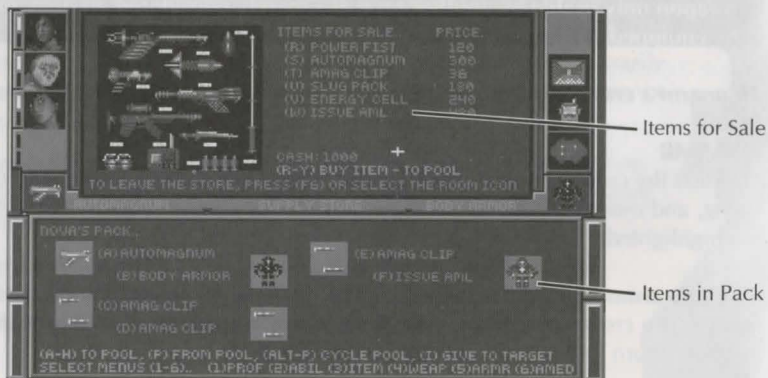 ITEMS FOR SALE PRICE
(R) POWER FIST 120
(S) AUTOMAGNUM 300
(T) AMAG CLIP 36
(U) SLUG PACK 180
(V) ENERGY CELL 240
(W) ISSUE AML
CASH: 1000
(R-Y) BUY ITEM - TO POOL
TO LEAVE THE STORE, PRESS (F6) OR SELECT THE ROOM ICON
AUTOMAGNUM SUPPLY STORE BODY ARMOR
Items for Sale
NOVA'S PACK..
(A) AUTOMAGNUM
(B) BODY ARMOR
(C) AMAG CLIP
(D) AMAG CLIP
(E) AMAG CLIP
(F) ISSUE AML
Items in Pack
(A-H) TO POOL, (P) FROM POOL, (ALT-P) CYCLE POOL, (I) GIVE TO TARGET
SELECT MENUS (1-6).. (1)PROF (2)ABIL (3)ITEM (4)WEAP (5)ARMR (6)AMED